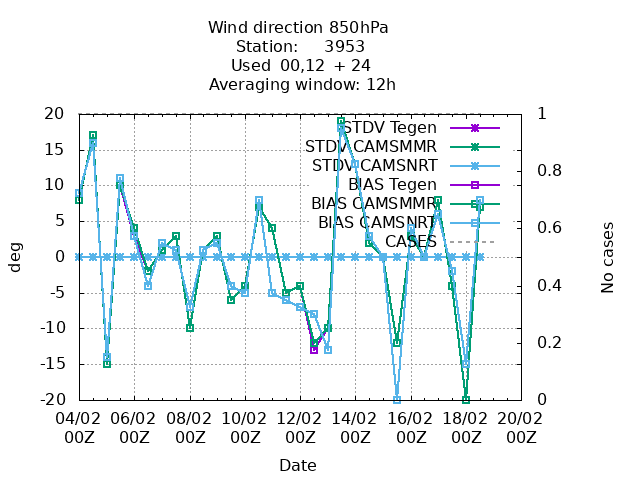 Wind direction 850hPa
Station: 3953
Used 00,12 + 24
Averaging window: 12h
20 1
STDV Tegen
STDV CAMSMMR
15
STDV CAMSNRT
0.8
BIAS Tegen
10
BIAS CAMSMMR
5
BIAS CAMSNRT
0.6
CASES
deg
0
No cases
-5 0.4
-10
0.2
-15
-20 0
04/02 06/02 08/02 10/02 12/02 14/02 16/02 18/02 20/02
00Z 00Z 00Z 00Z 00Z 00Z 00Z 00Z 00Z
Date